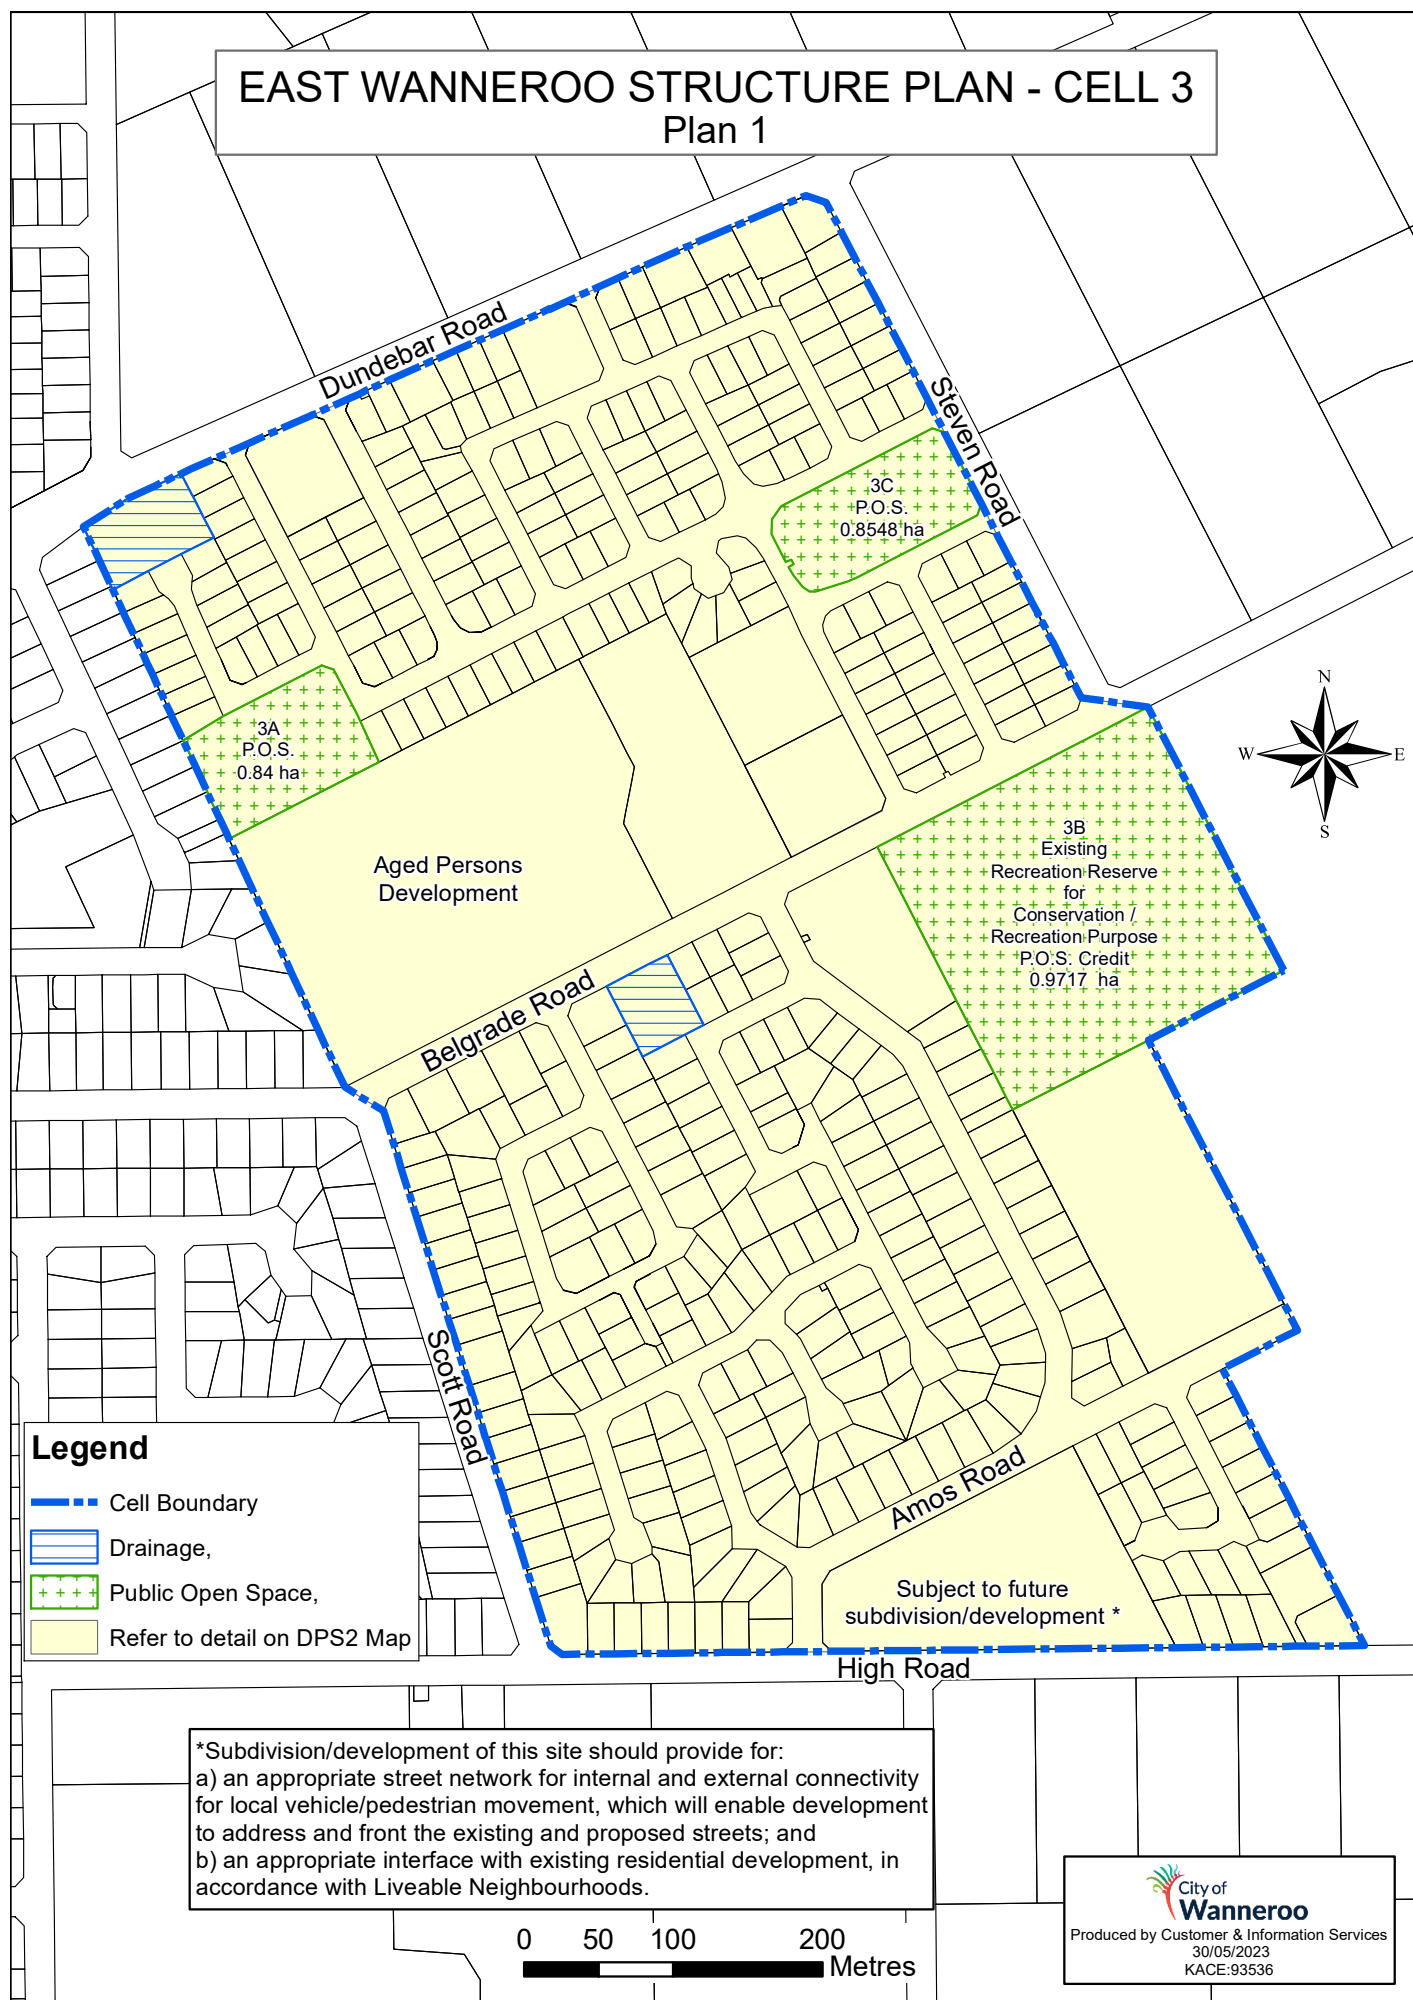 EAST WANNEROO STRUCTURE PLAN - CELL 3
Plan 1
Dundebar Road
Steven Road
3C
P.O.S.
0.8548 ha
3A
P.O.S.
0.84 ha
N
W
E
S
3B
Existing
Recreation Reserve
for
Conservation /
Recreation Purpose
P.O.S. Credit
0.9717 ha
Aged Persons
Development
Belgrade Road
Scott Road
Amos Road
Subject to future
subdivision/development *
High Road
Legend
Cell Boundary
Drainage,
Public Open Space,
Refer to detail on DPS2 Map
*Subdivision/development of this site should provide for:
a) an appropriate street network for internal and external connectivity
for local vehicle/pedestrian movement, which will enable development
to address and front the existing and proposed streets; and
b) an appropriate interface with existing residential development, in
accordance with Liveable Neighbourhoods.
0 50 100 200
Metres
City of
Wanneroo
Produced by Customer & Information Services
30/05/2023
KACE:93536